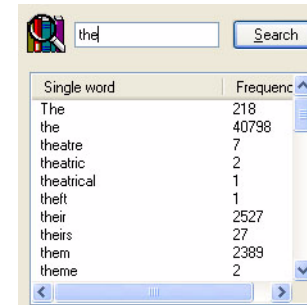 the Search
Single word Frequenc
The 218
the 40798
theatre 7
theatric 2
theatrical 1
theft 1
their 2527
theirs 27
them 2389
theme 2